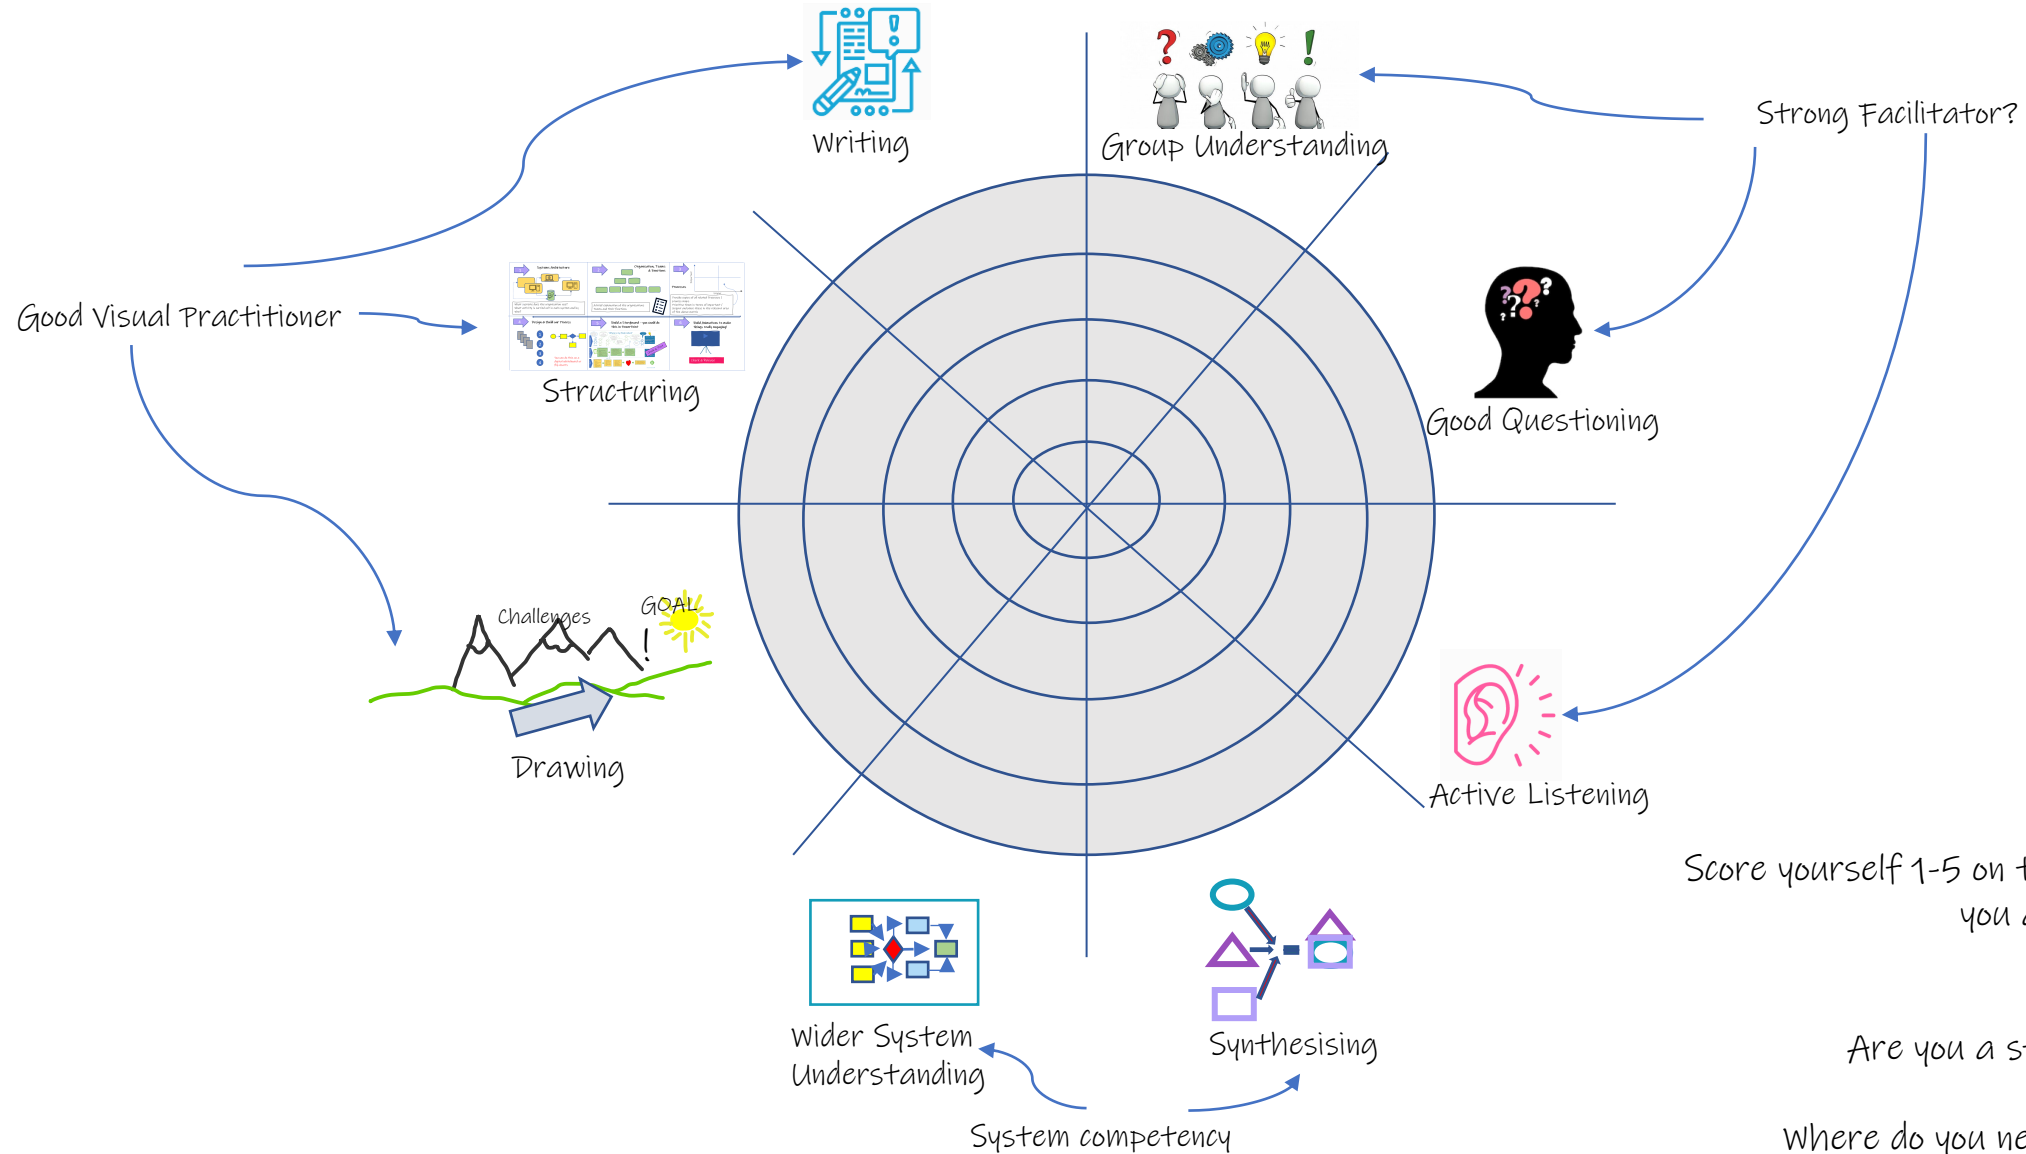 Writing
Group Understanding
Strong Facilitator?
Good Visual Practitioner
Structuring
Good Questioning
Challenges
GOAL
!
Drawing
Active Listening
Score yourself 1-5 on
you
Wider System
Understanding
Synthesising
Are you a
System competency
Where do you